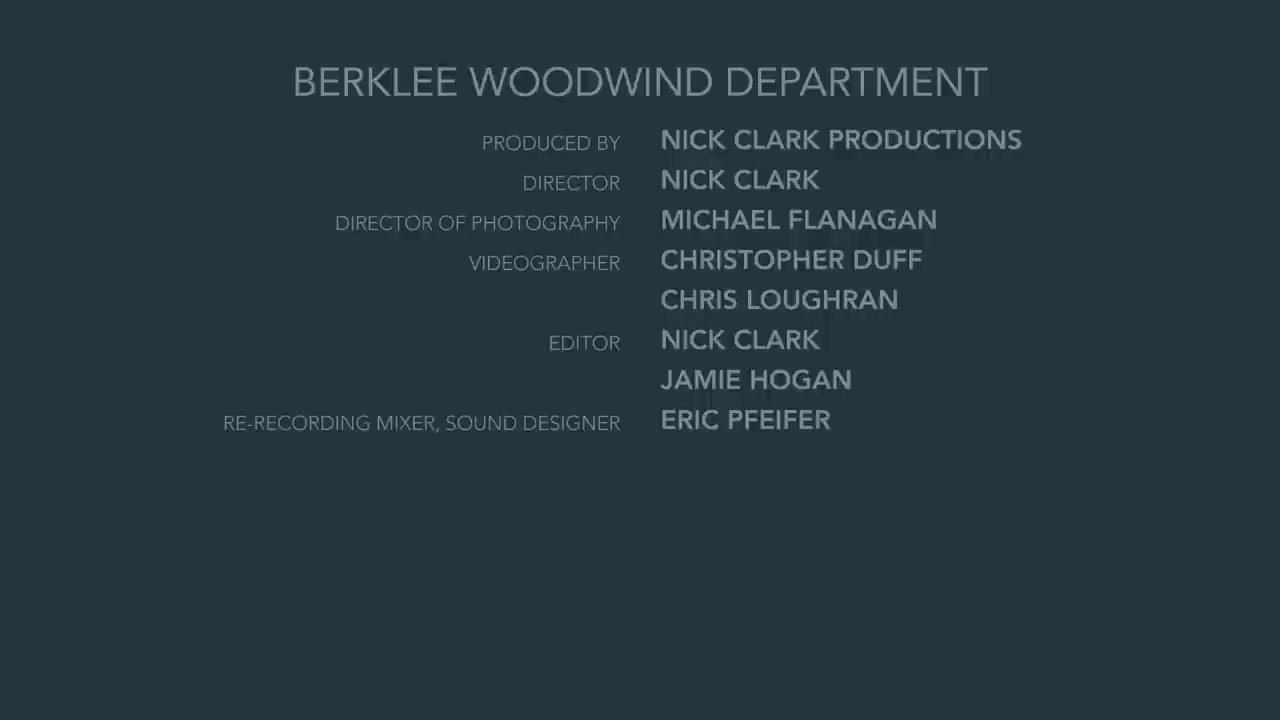 BERKLEE WOODWIND DEPARTMENT
PRODUCED BY NICK CLARK PRODUCTIONS
DIRECTOR NICK CLARK
DIRECTOR OF PHOTOGRAPHY MICHAEL FLANAGAN
VIDEOGRAPHER CHRISTOPHER DUFF
CHRIS LOUGHRAN
EDITOR NICK CLARK
JAMIE HOGAN
RE-RECORDING MIXER, SOUND DESIGNER ERIC PFEIFER